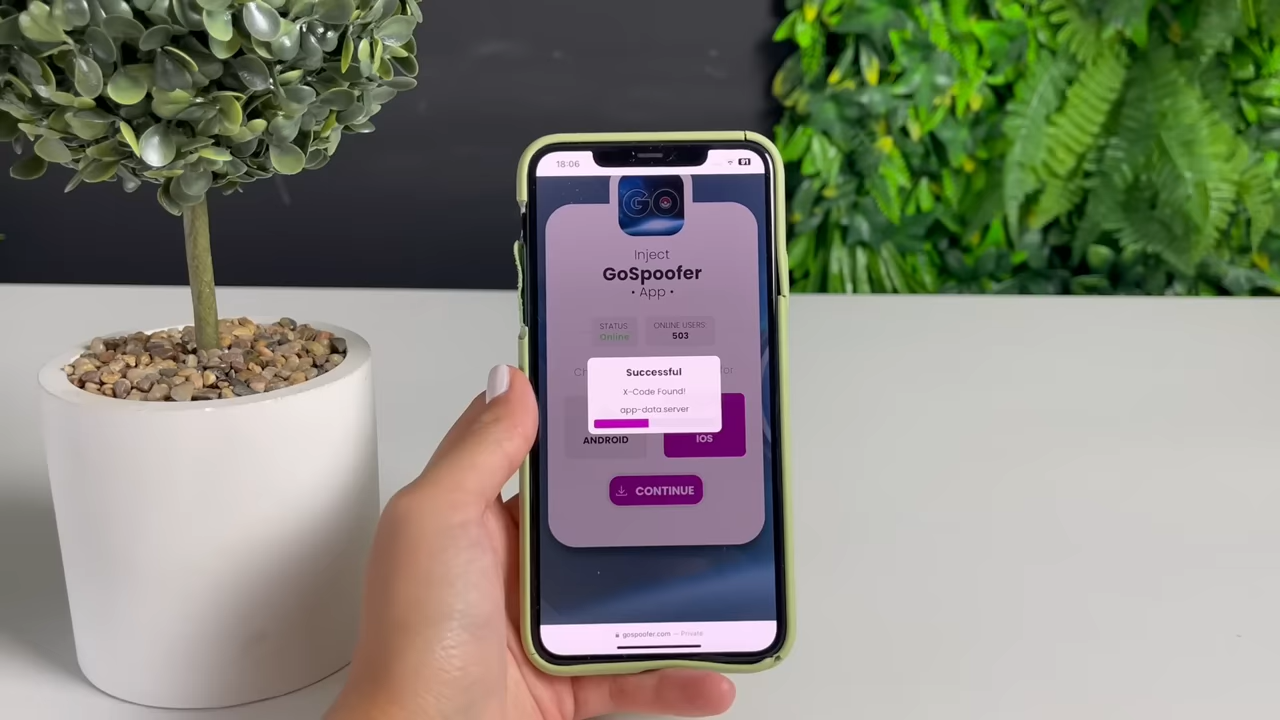 18:06
91
GO
Inject
GoSpoofer
• App •
STATUS
Online
ONLINE USERS:
503
Successful
X-Code Found!
app-data.server
ANDROID
IOS
CONTINUE
gospoofer.com — Private